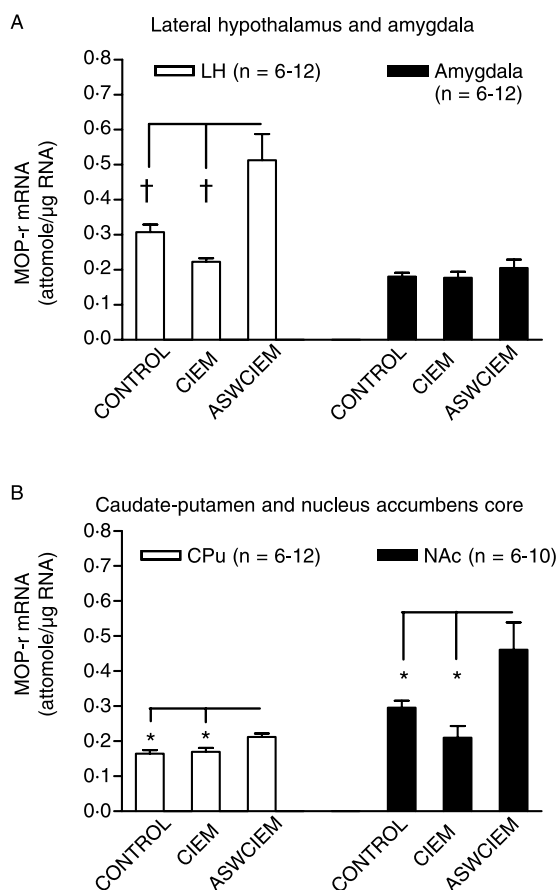 A
Lateral hypothalamus and amygdala
0·8
0·7
0·6
0·5
0·4
0·3
0·2
0·1
0·0
MOP-r mRNA
(attomole/µg RNA)
LH (n = 6-12)
Amygdala
(n = 6-12)
† †
CONTROL
CIEM
ASWCIEM
CONTROL
CIEM
ASWCIEM
B
Caudate-putamen and nucleus accumbens core
0·8
0·7
0·6
0·5
0·4
0·3
0·2
0·1
0·0
MOP-r mRNA
(attomole/µg RNA)
CPu (n = 6-12)
NAc (n = 6-10)
* *
* *
CONTROL
CIEM
ASWCIEM
CONTROL
CIEM
ASWCIEM